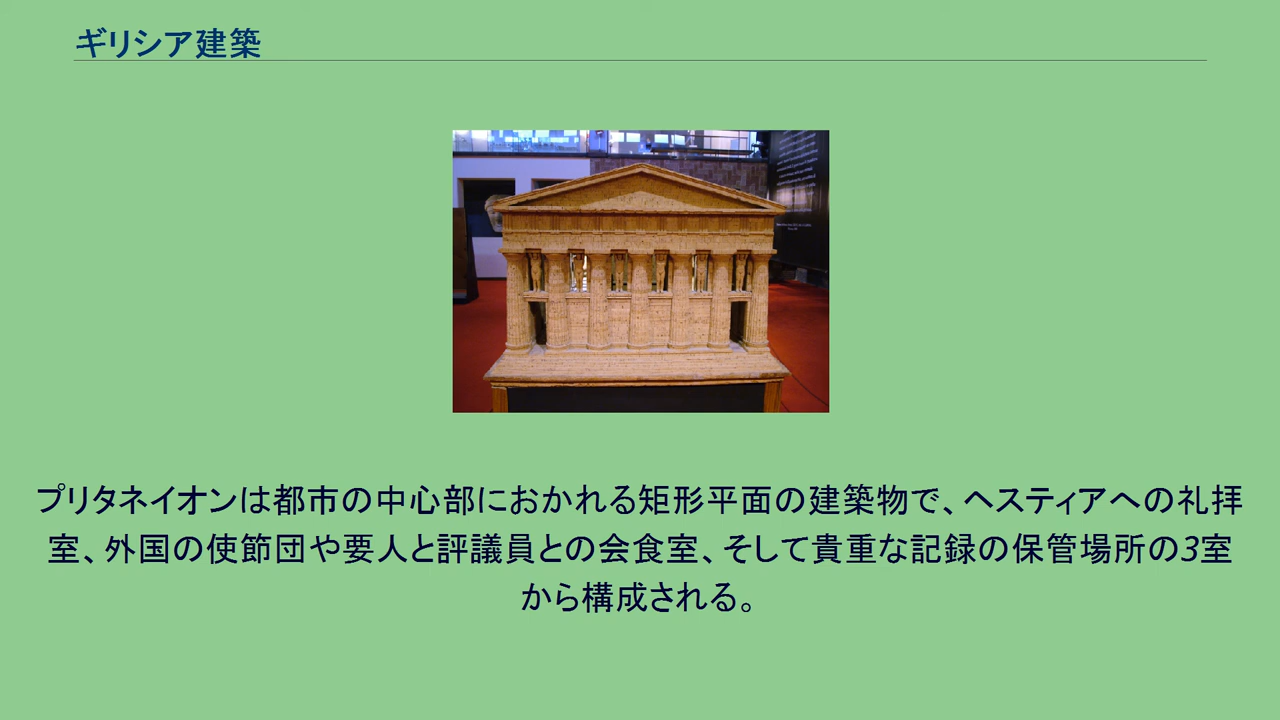 ギリシア建築
プリタネイオンは都市の中心部におかれる矩形平面の建築物で、ヘスティアへの礼拝
室、外国の使節団や要人と評議員との会食室、そして貴重な記録の保管場所の3室
から構成される。